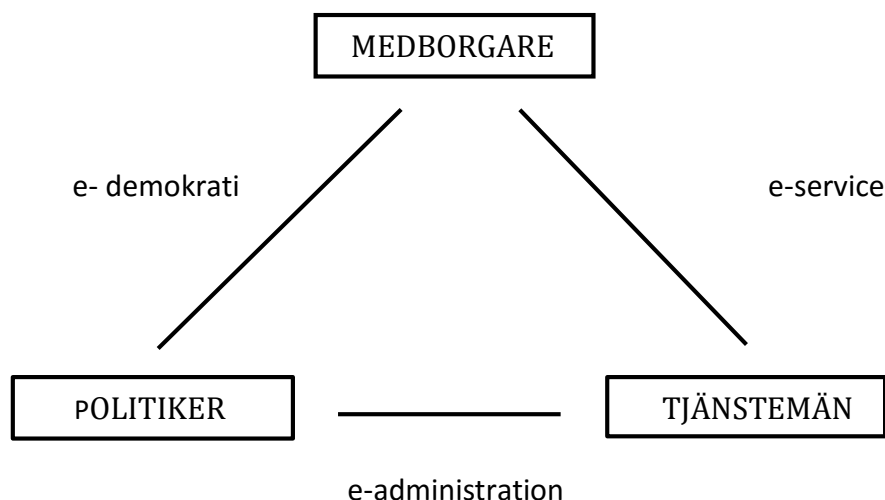 MEDBORGARE
e- demokrati
e-service
POLITIKER
TJÄNSTEMÄN
e-administration